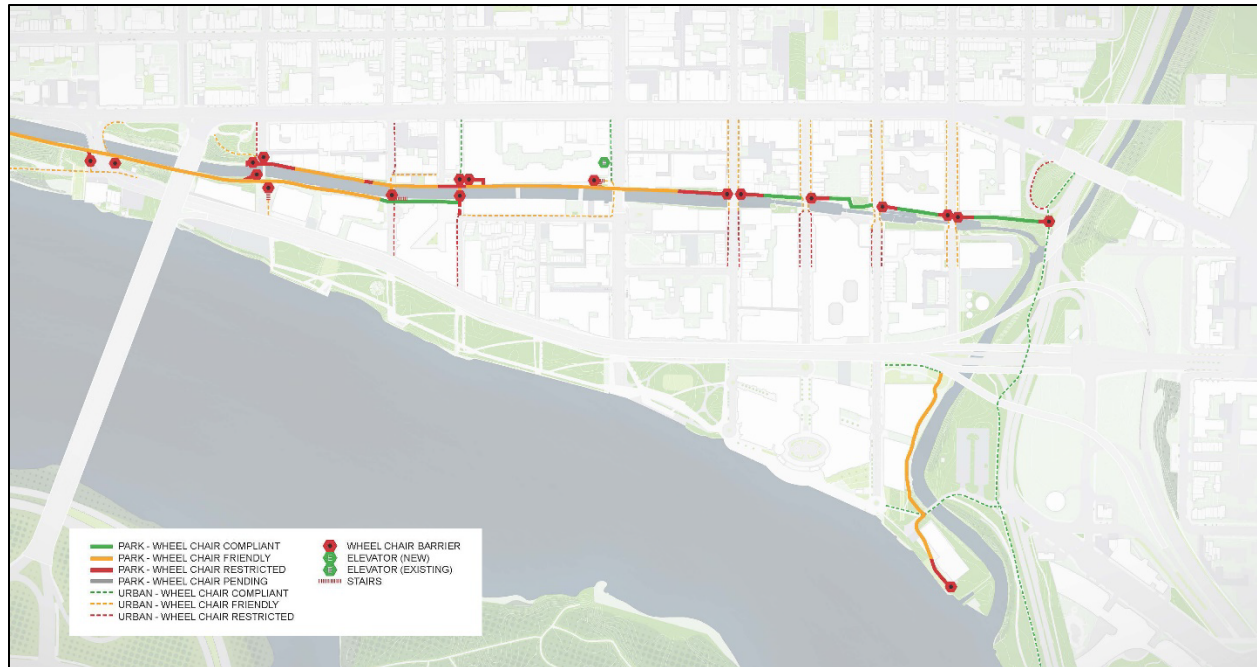 PARK - WHEEL CHAIR COMPLIANT
PARK - WHEEL CHAIR FRIENDLY
PARK - WHEEL CHAIR RESTRICTED
PARK - WHEEL CHAIR PENDING
URBAN - WHEEL CHAIR COMPLIANT
URBAN - WHEEL CHAIR FRIENDLY
URBAN - WHEEL CHAIR RESTRICTED
WHEEL CHAIR BARRIER
E ELEVATOR (NEW)
E ELEVATOR (EXISTING)
STAIRS